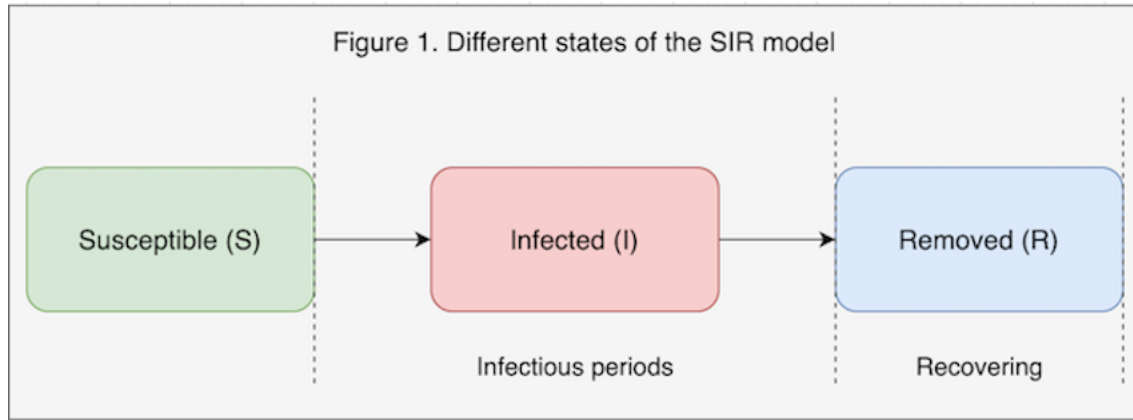 Figure 1. Different states of the SIR model
Susceptible (S)
Infected (I)
Removed (R)
Infectious periods
Recovering